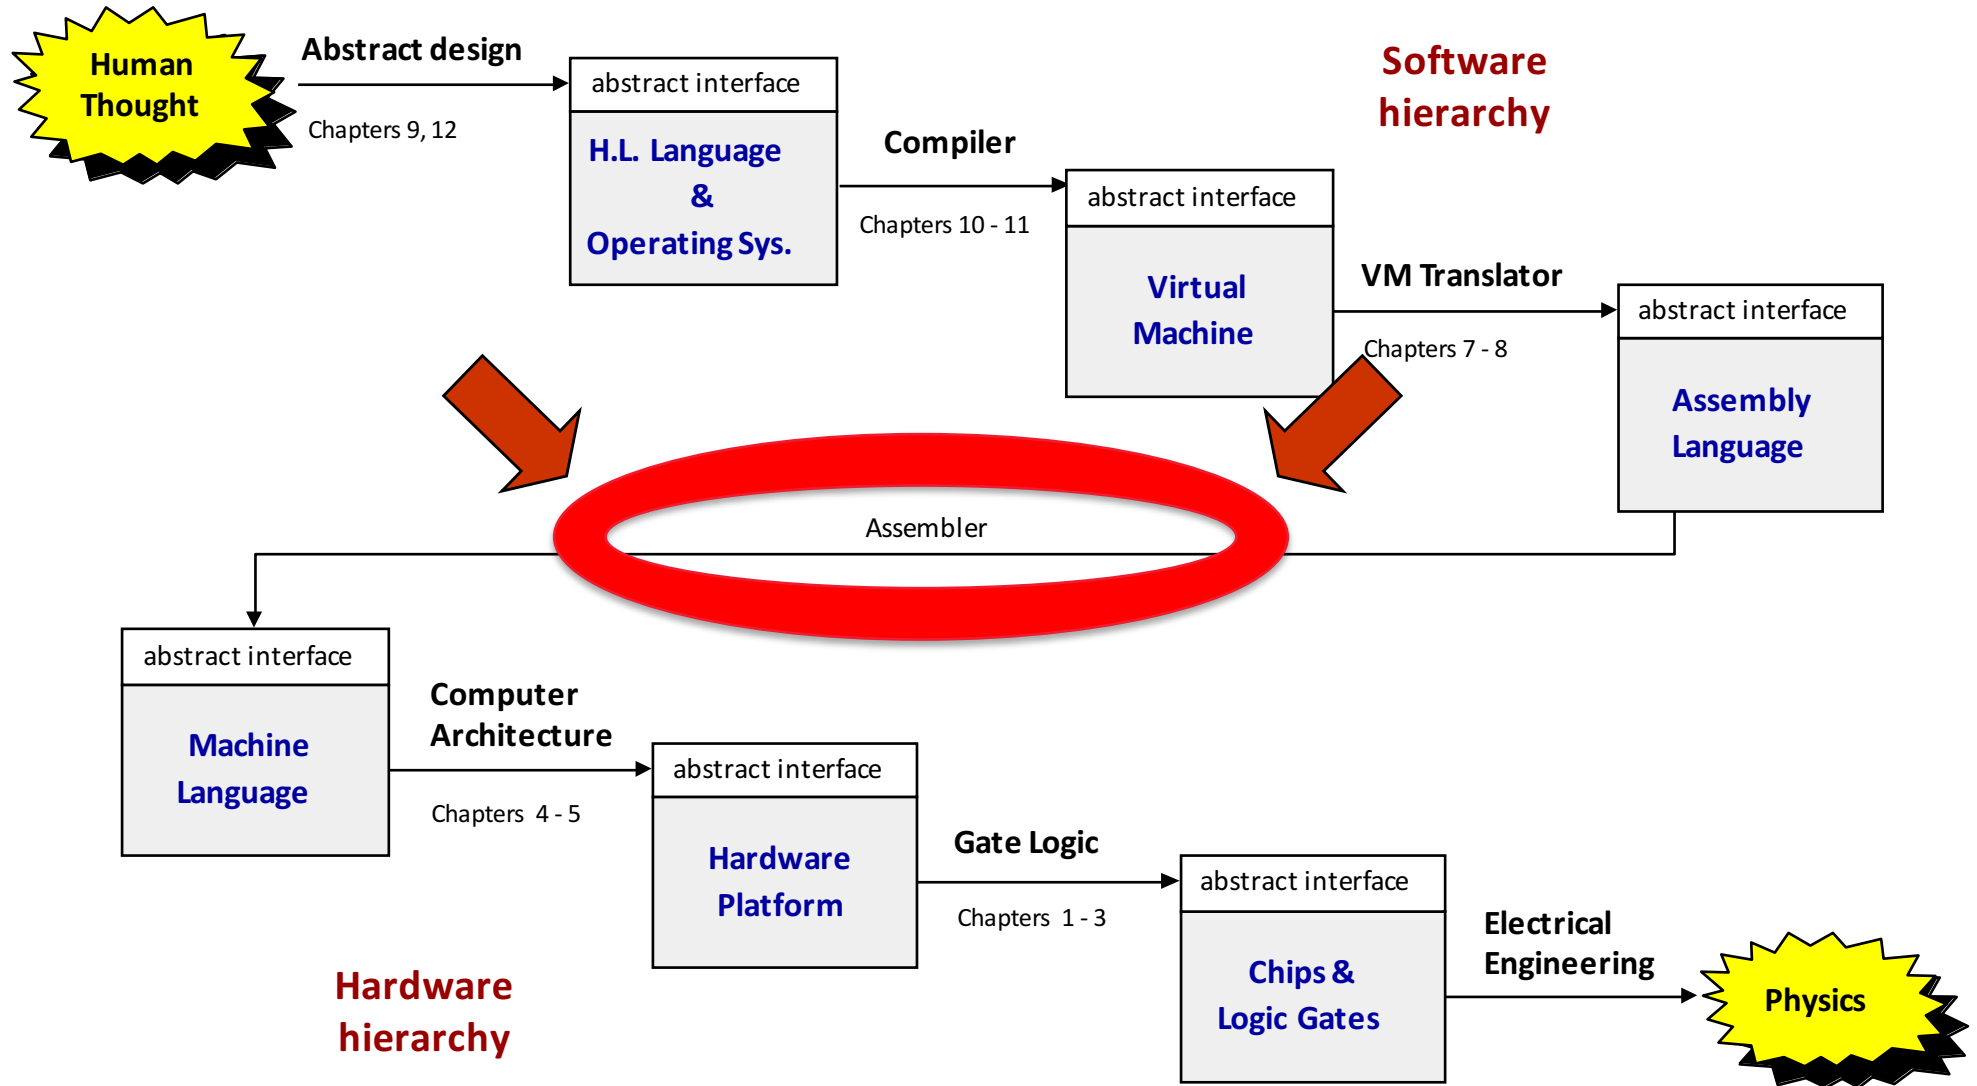 Human
Thought
Abstract design
Chapters 9, 12
abstract interface
H.L. Language
&
Operating Sys.
Compiler
Chapters 10 - 11
Software
hierarchy
abstract interface
Virtual
Machine
VM Translator
Chapters 7 - 8
abstract interface
Assembly
Language
Assembler
abstract interface
Machine
Language
Computer
Architecture
Chapters 4 - 5
abstract interface
Hardware
Platform
Gate Logic
Chapters 1 - 3
abstract interface
Chips &
Logic Gates
Electrical
Engineering
Physics
Hardware
hierarchy